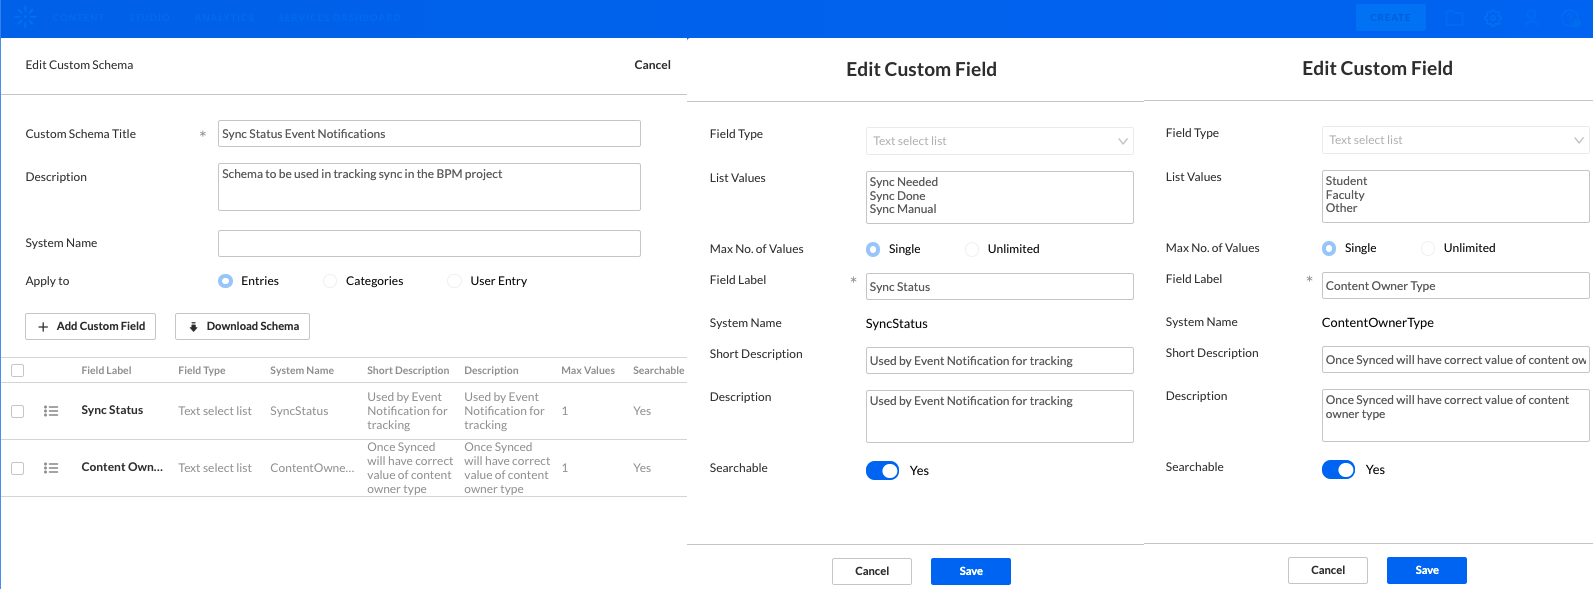 CONTENT STUDIO ANALYTICS SERVICES DASHBOARD CREATE
Edit Custom Schema
Cancel
Custom Schema Title * Sync Status Event Notifications
Description Schema to be used in tracking sync in the BPM project
System Name
Apply to Entries Categories User Entry
+ Add Custom Field Download Schema
Field Label Field Type System Name Short Description Description Max Values Searchable
Sync Status Text select list SyncStatus Used by Event Notification for tracking Used by Event Notification for tracking 1 Yes
Content Own... Text select list ContentOwne... Once Synced will have correct value of content owner type Once Synced will have correct value of content owner type 1 Yes
Edit Custom Field
Field Type Text select list
List Values Sync Needed
Sync Done
Sync Manual
Max No. of Values Single Unlimited
Field Label * Sync Status
System Name SyncStatus
Short Description Used by Event Notification for tracking
Description Used by Event Notification for tracking
Searchable Yes
Cancel Save
Edit Custom Field
Field Type Text select list
List Values Student
Faculty
Other
Max No. of Values Single Unlimited
Field Label * Content Owner Type
System Name ContentOwnerType
Short Description Once Synced will have correct value of content ow
Description Once Synced will have correct value of content
owner type
Searchable Yes
Cancel Save